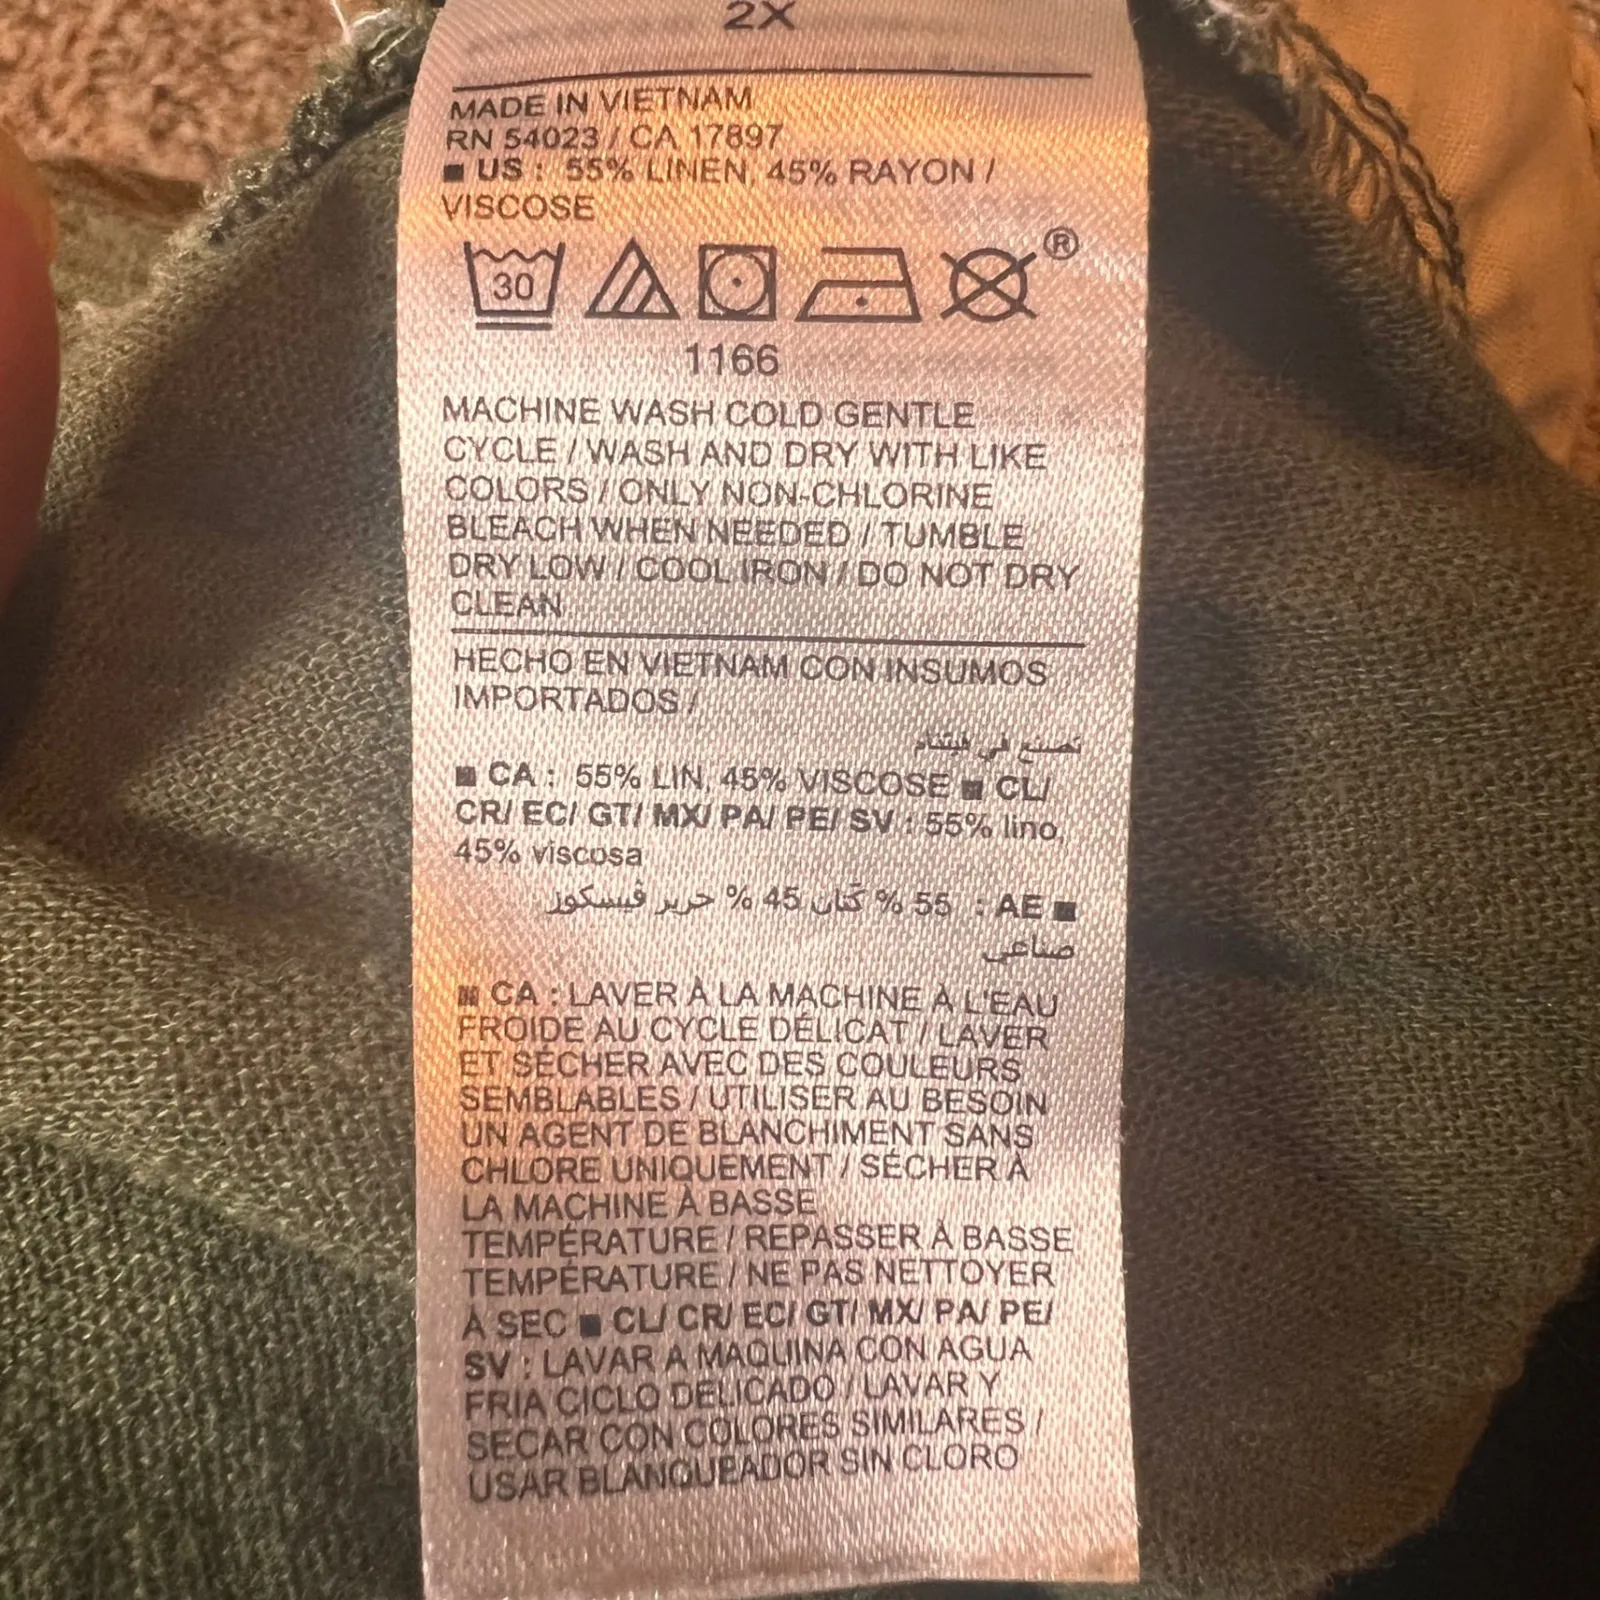 2X
MADE IN VIETNAM
RN 54023 / CA 17897
■ US : 55% LINEN, 45% RAYON /
VISCOSE
30
®
1166
MACHINE WASH COLD GENTLE
CYCLE / WASH AND DRY WITH LIKE
COLORS / ONLY NON-CHLORINE
BLEACH WHEN NEEDED / TUMBLE
DRY LOW / COOL IRON / DO NOT DRY
CLEAN
HECHO EN VIETNAM CON INSUMOS
IMPORTADOS /
تصنع في فيتنام
■ CA : 55% LIN, 45% VISCOSE ■ CL/
CR/ EC/ GT/ MX/ PA/ PE/ SV : 55% lino,
45% viscosa
■ AE : 55 % كتّان 45 % حرير ڤيسكوز
صناعي
■ CA : LAVER À LA MACHINE À L'EAU
FROIDE AU CYCLE DÉLICAT / LAVER
ET SÉCHER AVEC DES COULEURS
SEMBLABLES / UTILISER AU BESOIN
UN AGENT DE BLANCHIMENT SANS
CHLORE UNIQUEMENT / SÉCHER À
LA MACHINE À BASSE
TEMPÉRATURE / REPASSER À BASSE
TEMPÉRATURE / NE PAS NETTOYER
À SEC ■ CL/ CR/ EC/ GT/ MX/ PA/ PE/
SV : LAVAR A MAQUINA CON AGUA
FRIA CICLO DELICADO / LAVAR Y
SECAR CON COLORES SIMILARES /
USAR BLANQUEADOR SIN CLORO